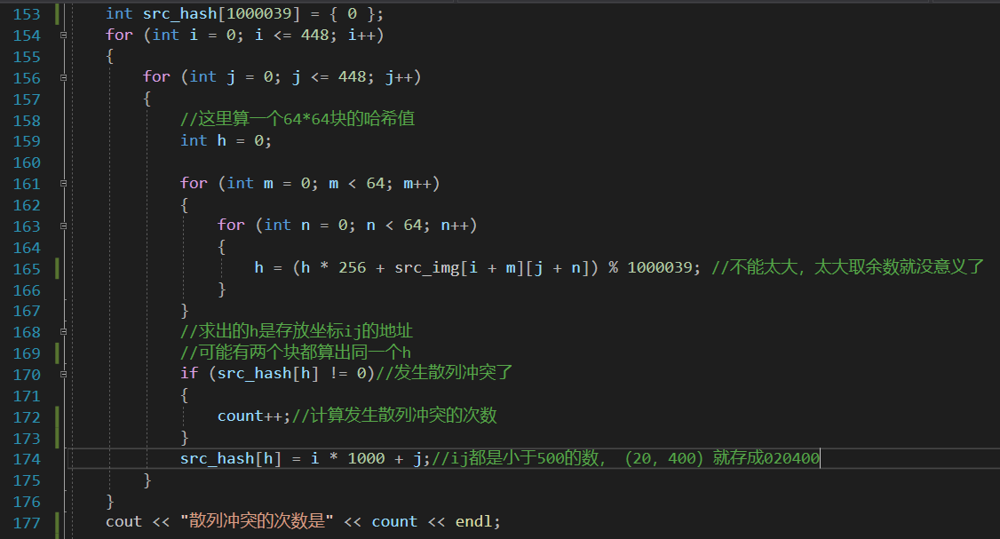 153 int src_hash[1000039] = { 0 };
154 for (int i = 0; i <= 448; i++)
155 {
156 for (int j = 0; j <= 448; j++)
157 {
158 //这里算一个64*64块的哈希值
159 int h = 0;
160
161 for (int m = 0; m < 64; m++)
162 {
163 for (int n = 0; n < 64; n++)
164 {
165 h = (h * 256 + src_img[i + m][j + n]) % 1000039; //不能太大，太大取余数就没意义了
166 }
167 }
168 //求出的h是存放坐标ij的地址
169 //可能有两个块都算出同一个h
170 if (src_hash[h] != 0)//发生散列冲突了
171 {
172 count++;//计算发生散列冲突的次数
173 }
174 src_hash[h] = i * 1000 + j;//ij都是小于500的数，（20，400）就存成020400
175 }
176 }
177 cout << "散列冲突的次数是" << count << endl;